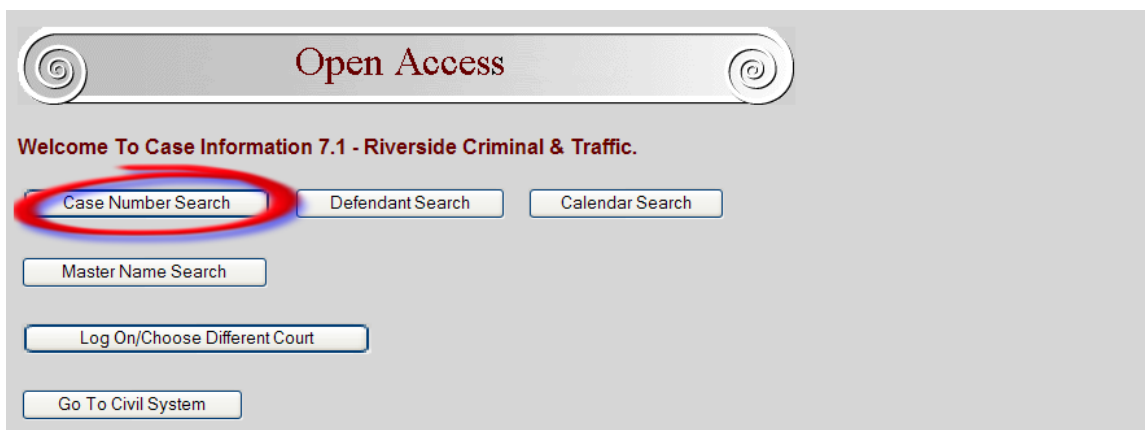 Open Access
Welcome To Case Information 7.1 - Riverside Criminal & Traffic.
Case Number Search Defendant Search Calendar Search
Master Name Search
Log On/Choose Different Court
Go To Civil System